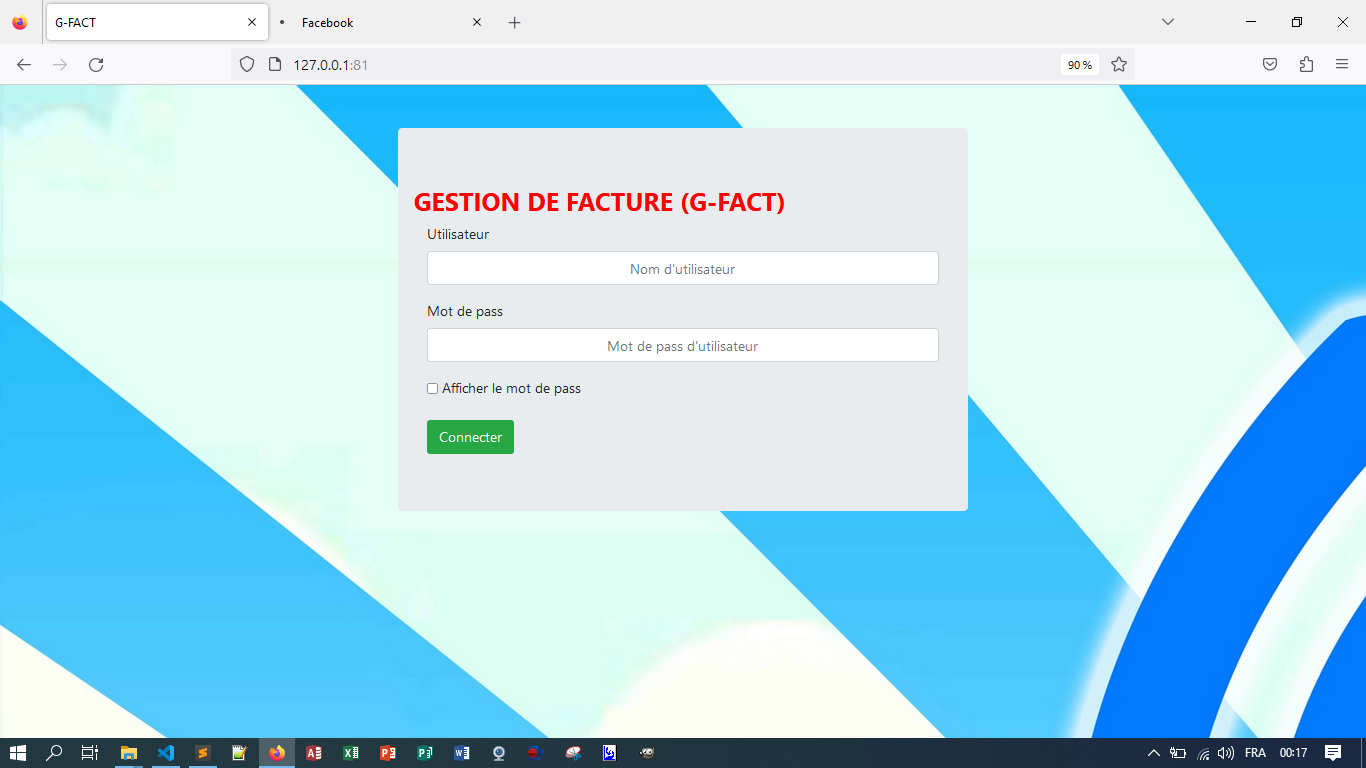 G-FACT
Facebook
127.0.0.1:81
90 %
GESTION DE FACTURE (G-FACT)
Utilisateur
Nom d'utilisateur
Mot de pass
Mot de pass d'utilisateur
Afficher le mot de pass
Connecter
FRA
00:17